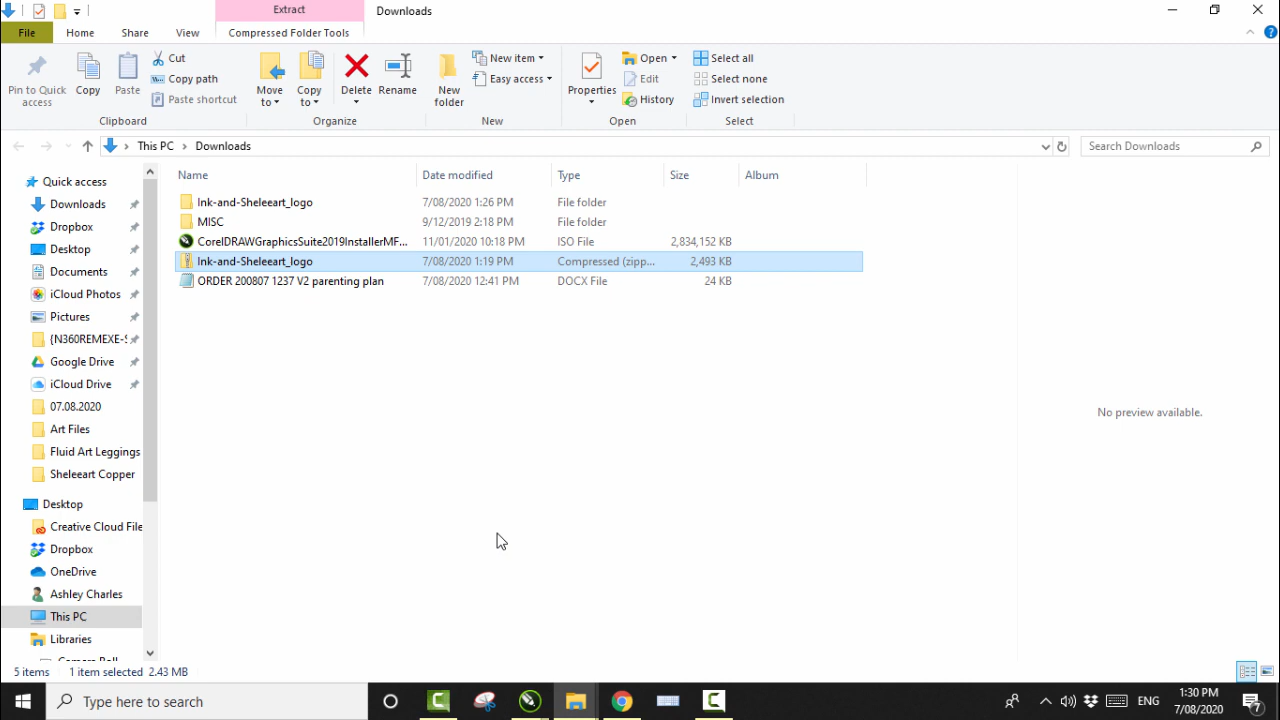 Extract
Downloads
File
Home
Share
View
Compressed Folder Tools
Pin to Quick access
Copy
Paste
Cut
Copy path
Paste shortcut
Move to
Copy to
Delete
Rename
New folder
New item
Easy access
Properties
Open
Edit
History
Select all
Select none
Invert selection
Clipboard
Organize
New
Open
Select
This PC > Downloads
Search Downloads
Name
Date modified
Type
Size
Album
Ink-and-Sheleeart_logo 7/08/2020 1:26 PM File folder
MISC 9/12/2019 2:18 PM File folder
CorelDRAWGraphicsSuite2019InstallerMF... 11/01/2020 10:18 PM ISO File 2,834,152 KB
Ink-and-Sheleeart_logo 7/08/2020 1:19 PM Compressed (zipp... 2,493 KB
ORDER 200807 1237 V2 parenting plan 7/08/2020 12:41 PM DOCX File 24 KB
Quick access
Downloads
Dropbox
Desktop
Documents
iCloud Photos
Pictures
{N360REMEXE-S
Google Drive
iCloud Drive
07.08.2020
Art Files
Fluid Art Leggings
Sheleeart Copper
Desktop
Creative Cloud File
Dropbox
OneDrive
Ashley Charles
This PC
Libraries
No preview available.
5 items
1 item selected 2.43 MB
Type here to search
ENG
1:30 PM
7/08/2020
7